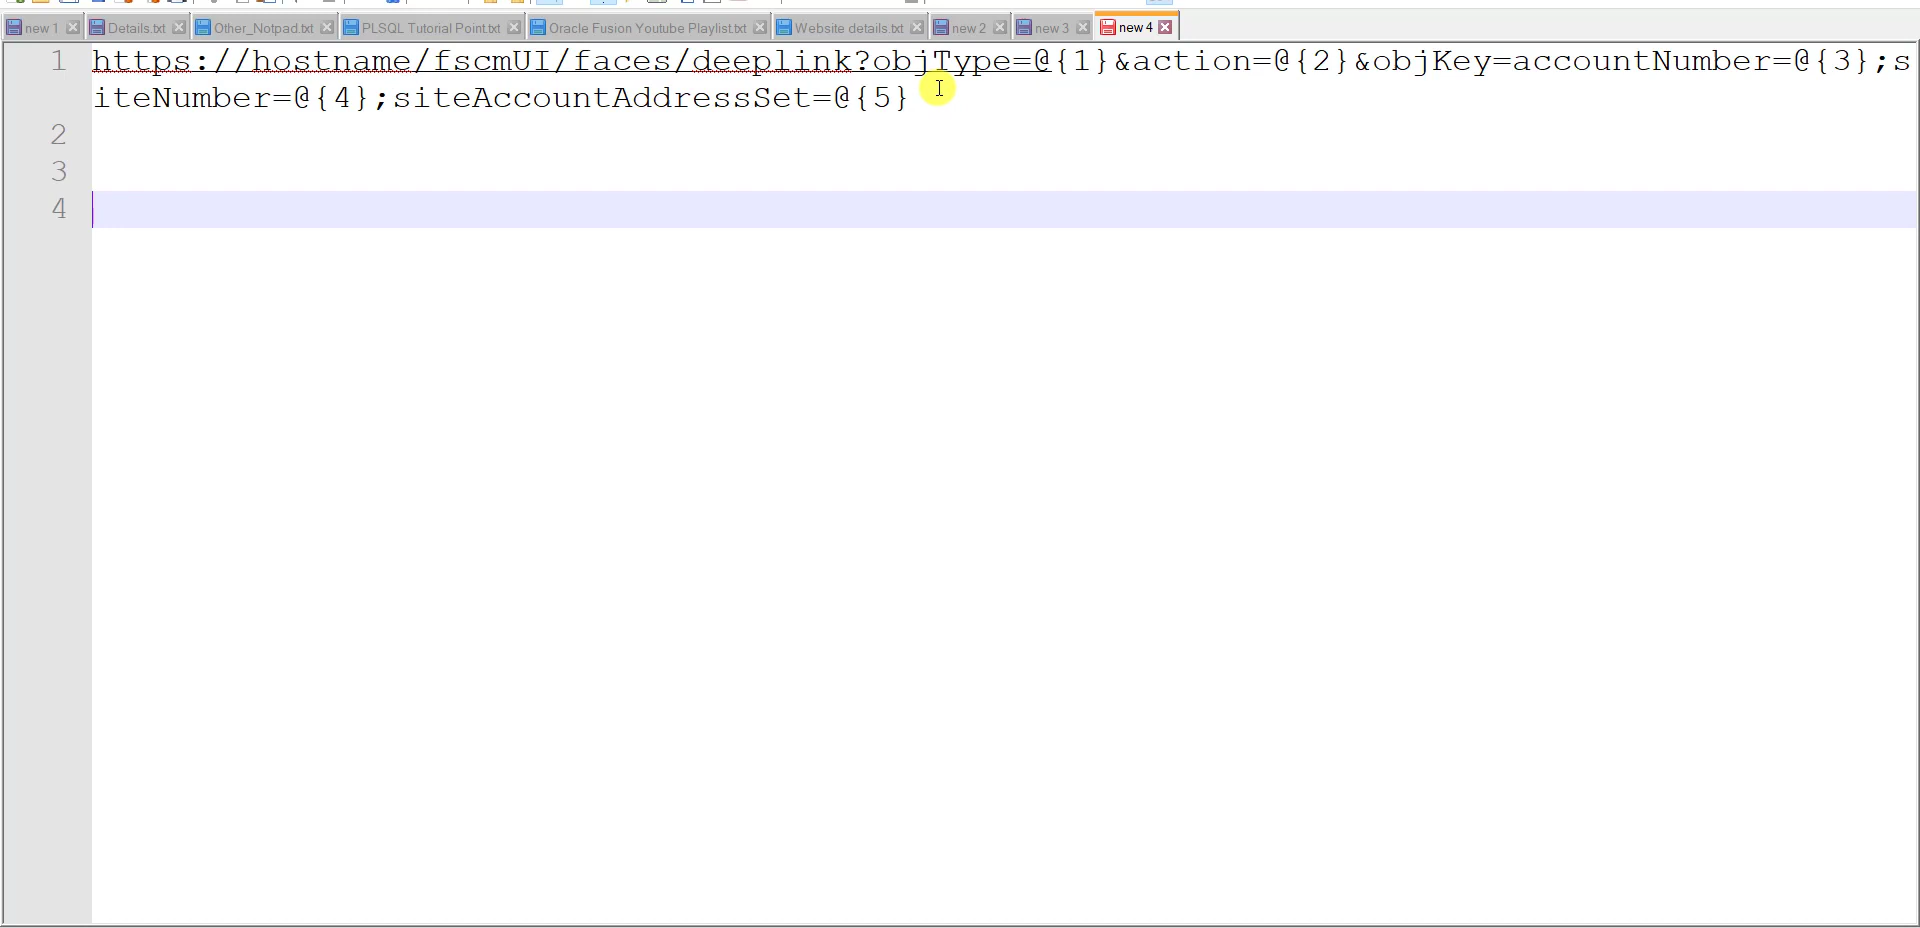 new 1 Details.txt Other_Notpad.txt PLSQL Tutorial Point.txt Oracle Fusion Youtube Playlist.txt Website details.txt new 2 new 3 new 4
1 https://hostname/fscmUI/faces/deeplink?objType=@{1}&action=@{2}&objKey=accountNumber=@{3};s
iteNumber=@{4};siteAccountAddressSet=@{5}
2
3
4